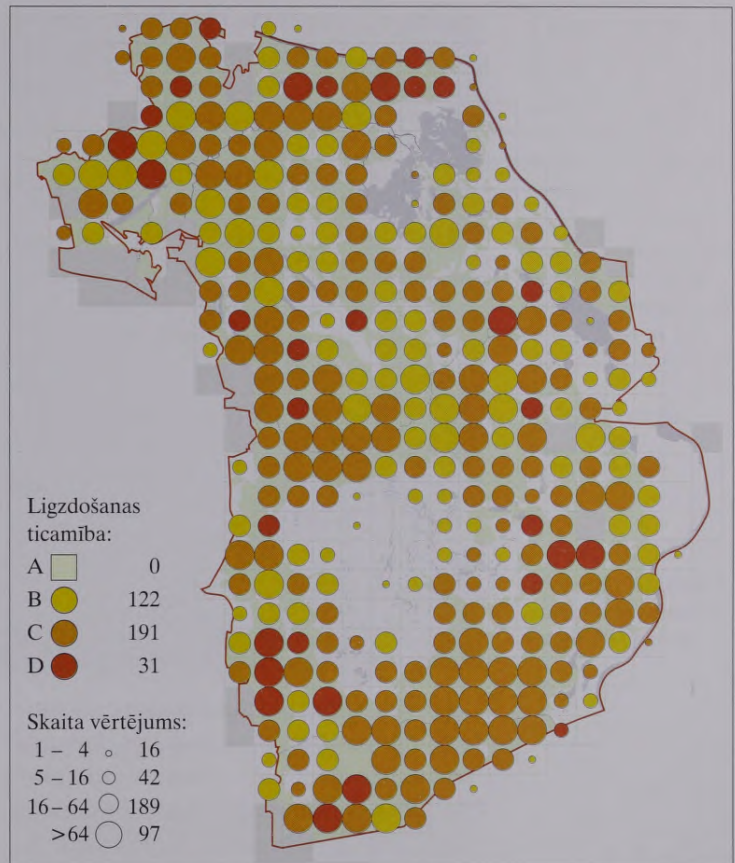 Ligzdošanas
ticamība:
A 0
B 122
C 191
D 31
Skaita vērtējums:
1 – 4 16
5 – 16 42
16 – 64 189
>64 97